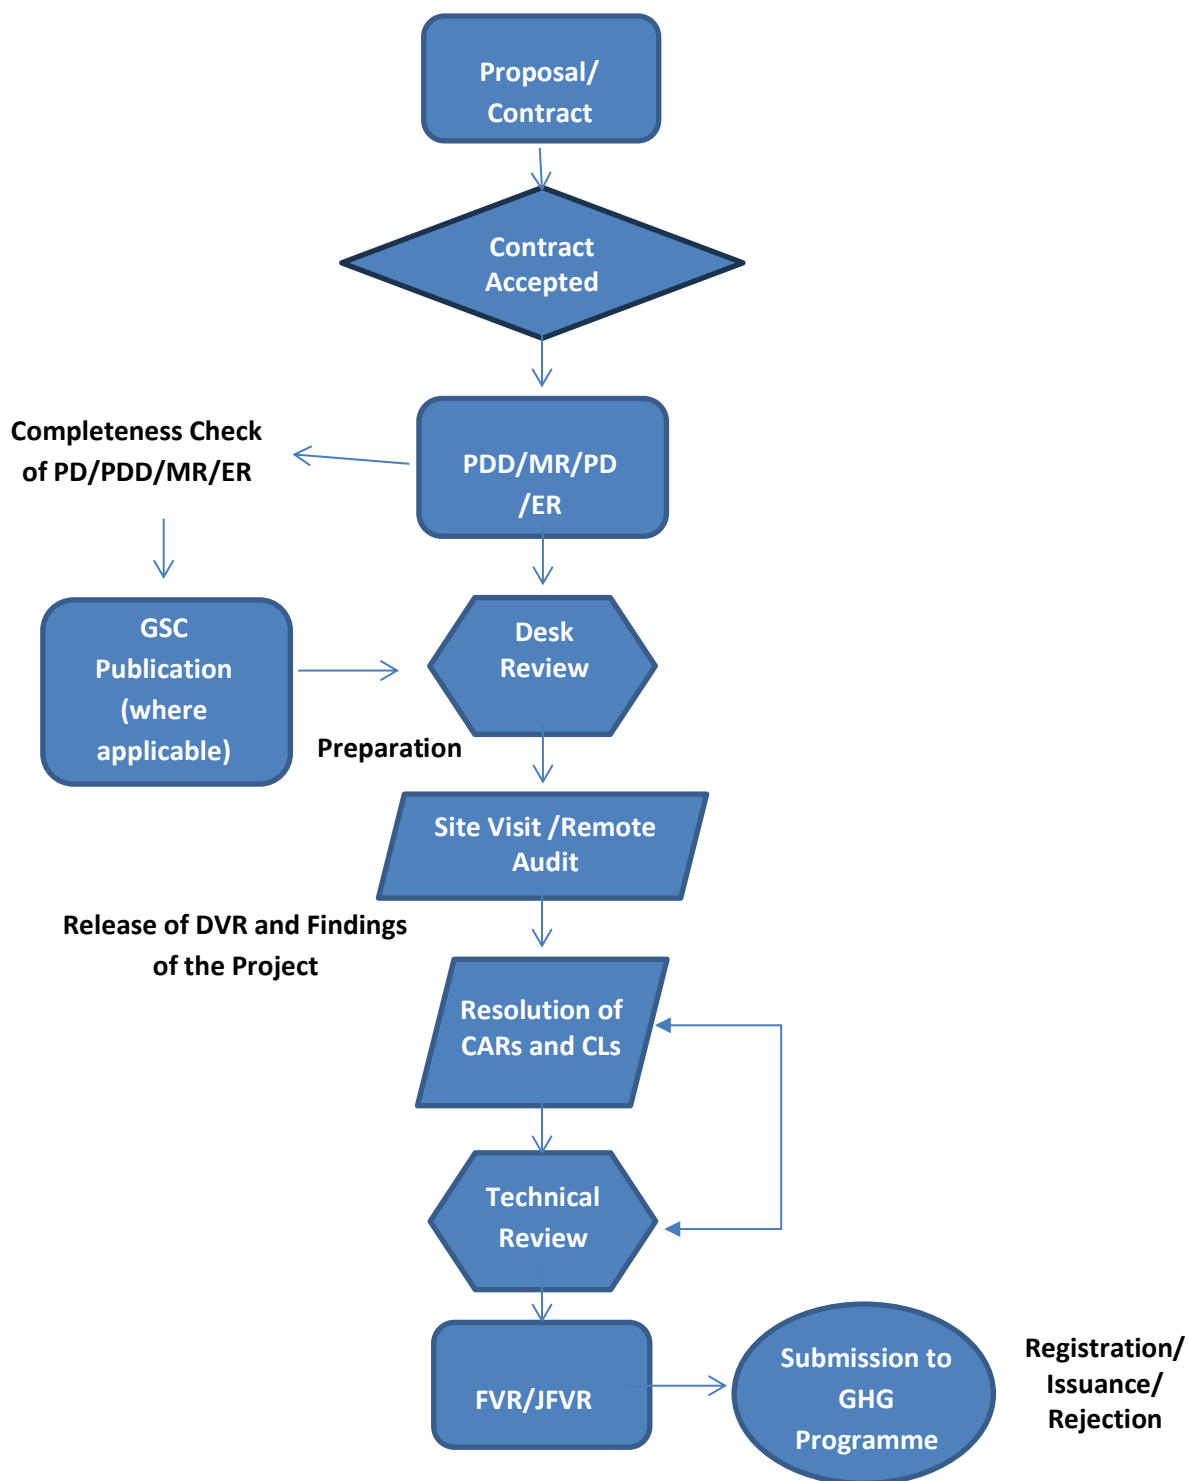 Proposal/
Contract
Contract
Accepted
Completeness Check
of PD/PDD/MR/ER
PDD/MR/PD
/ER
GSC
Publication
(where
applicable)
Desk
Review
Preparation
Site Visit /Remote
Audit
Release of DVR and Findings
of the Project
Resolution of
CARs and CLs
Technical
Review
FVR/JFVR
Submission to
GHG
Programme
Registration/
Issuance/
Rejection